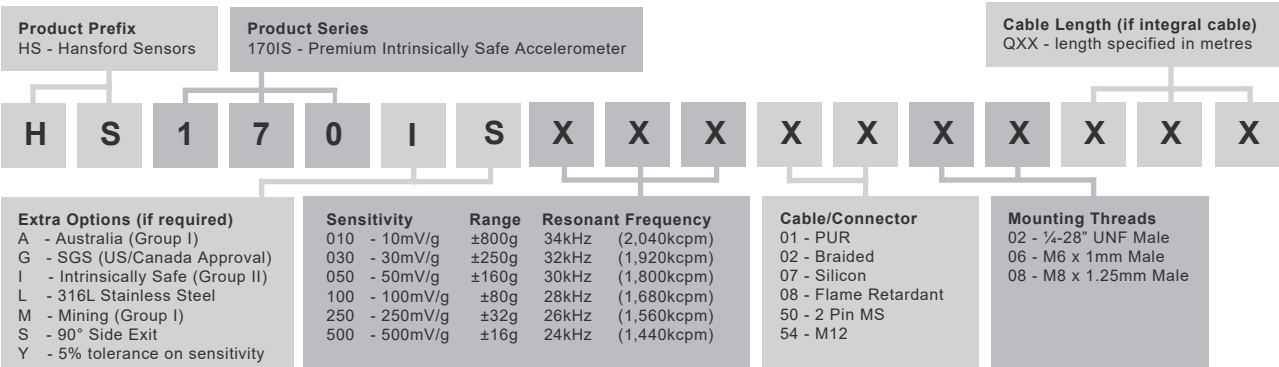 Product Prefix
HS - Hansford Sensors
Product Series
170IS - Premium Intrinsically Safe Accelerometer
Cable Length (if integral cable)
QXX - length specified in metres
H S 1 7 0 I S X X X X X X X X X X
Extra Options (if required)
A - Australia (Group I)
G - SGS (US/Canada Approval)
I - Intrinsically Safe (Group II)
L - 316L Stainless Steel
M - Mining (Group I)
S - 90° Side Exit
Y - 5% tolerance on sensitivity
Sensitivity Range Resonant Frequency
010 - 10mV/g ±800g 34kHz (2,040kcpm)
030 - 30mV/g ±250g 32kHz (1,920kcpm)
050 - 50mV/g ±160g 30kHz (1,800kcpm)
100 - 100mV/g ±80g 28kHz (1,680kcpm)
250 - 250mV/g ±32g 26kHz (1,560kcpm)
500 - 500mV/g ±16g 24kHz (1,440kcpm)
Cable/Connector
01 - PUR
02 - Braided
07 - Silicon
08 - Flame Retardant
50 - 2 Pin MS
54 - M12
Mounting Threads
02 - ¼-28” UNF Male
06 - M6 x 1mm Male
08 - M8 x 1.25mm Male